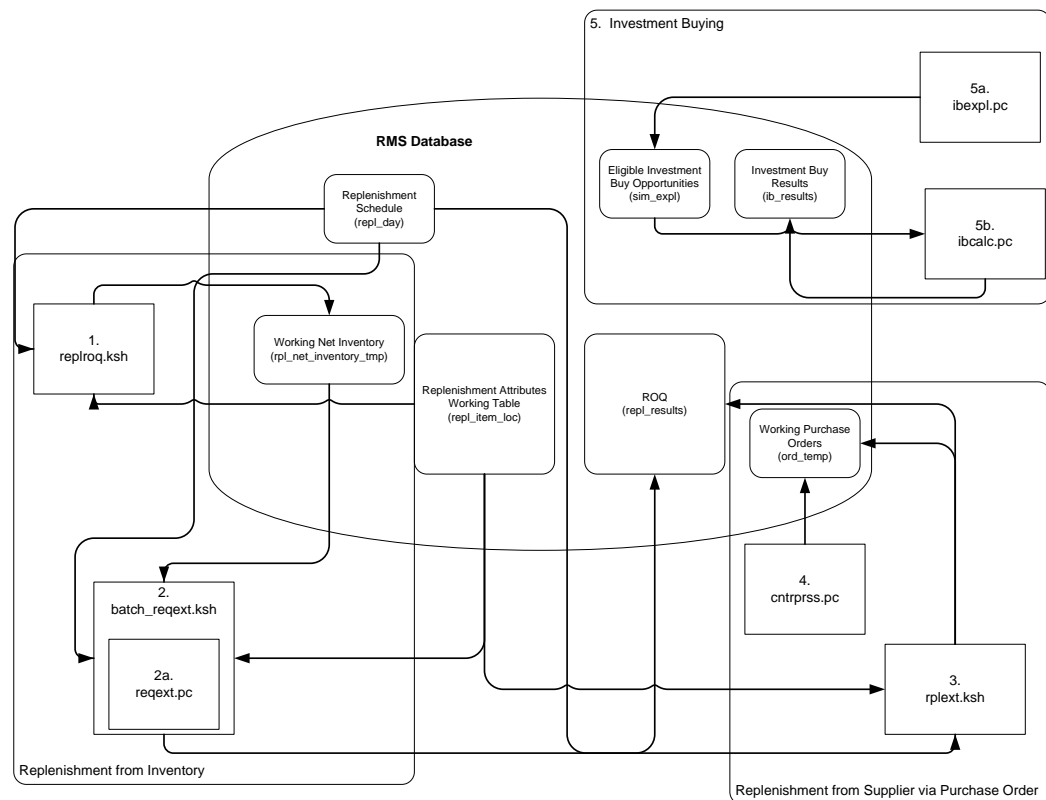 5. Investment Buying
5a.
ibexpl.pc
RMS Database
Eligible Investment
Buy Opportunities
(sim_expl)
Investment Buy
Results
(ib_results)
5b.
ibcalc.pc
Replenishment
Schedule
(repl_day)
1.
replroq.ksh
Working Net Inventory
(rpl_net_inventory_tmp)
Replenishment Attributes
Working Table
(repl_item_loc)
ROQ
(repl_results)
Working Purchase
Orders
(ord_temp)
4.
cntrprss.pc
2.
batch_reqext.ksh
2a.
reqext.pc
3.
rplext.ksh
Replenishment from Inventory
Replenishment from Supplier via Purchase Order